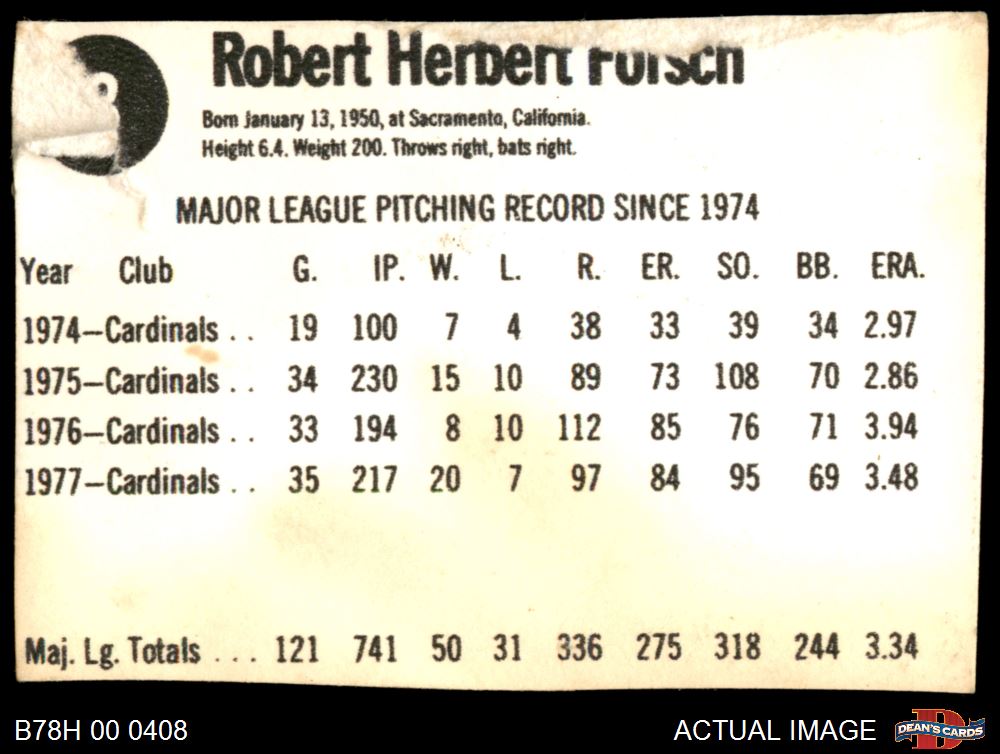 Robert Herbert Forsch
Born January 13, 1950, at Sacramento, California.
Height 6.4. Weight 200. Throws right, bats right.
MAJOR LEAGUE PITCHING RECORD SINCE 1974
Year Club G. IP. W. L. R. ER. SO. BB. ERA.
1974–Cardinals . . 19 100 7 4 38 33 39 34 2.97
1975–Cardinals . . 34 230 15 10 89 73 108 70 2.86
1976–Cardinals . . 33 194 8 10 112 85 76 71 3.94
1977–Cardinals . . 35 217 20 7 97 84 95 69 3.48
Maj. Lg. Totals . . . 121 741 50 31 336 275 318 244 3.34
B78H 00 0408 ACTUAL IMAGE D DEAN'S CARDS